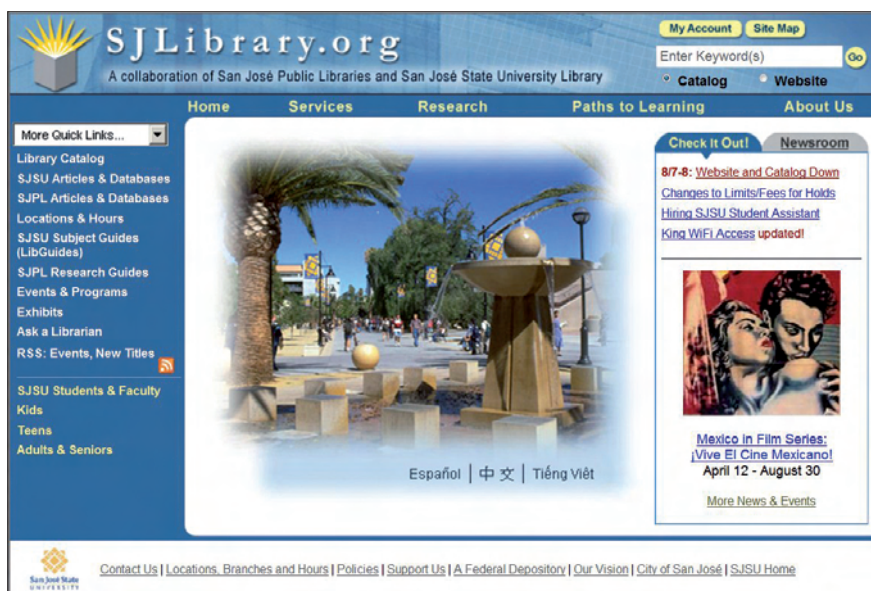 SJLibrary.org
A collaboration of San José Public Libraries and San José State University Library
My Account
Site Map
Enter Keyword(s)
Go
Catalog
Website
Home
Services
Research
Paths to Learning
About Us
More Quick Links...
Library Catalog
SJSU Articles & Databases
SJPL Articles & Databases
Locations & Hours
SJSU Subject Guides
(LibGuides)
SJPL Research Guides
Events & Programs
Exhibits
Ask a Librarian
RSS: Events, New Titles
SJSU Students & Faculty
Kids
Teens
Adults & Seniors
Español | 中文 | Tiếng Việt
Check It Out!
Newsroom
8/7-8: Website and Catalog Down
Changes to Limits/Fees for Holds
Hiring SJSU Student Assistant
King WiFi Access updated!
Mexico in Film Series:
¡Vive El Cine Mexicano!
April 12 - August 30
More News & Events
San José State
UNIVERSITY
Contact Us | Locations, Branches and Hours | Policies | Support Us | A Federal Depository | Our Vision | City of San José | SJSU Home